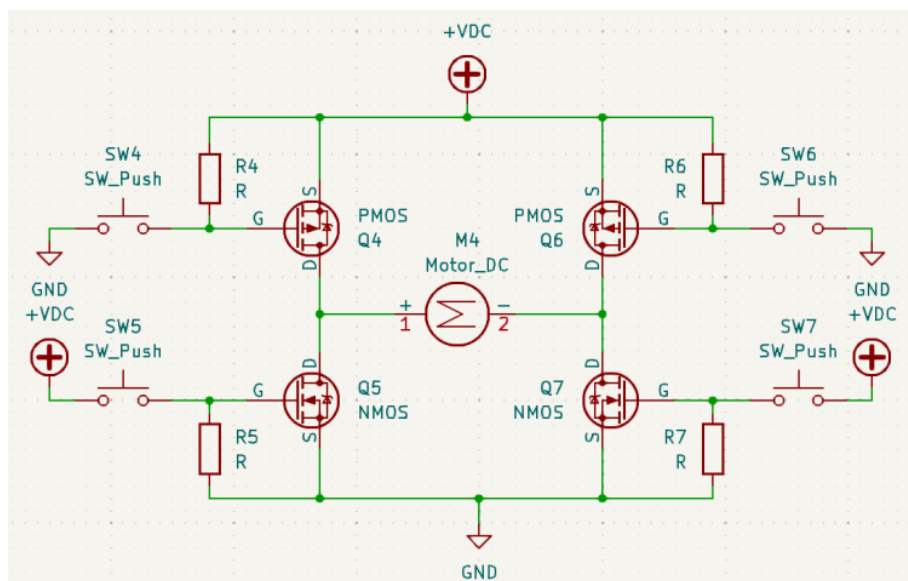 +VDC
SW4
SW_Push
R4
R
S
G
D
PMOS
Q4
PMOS
Q6
S
G
D
R6
R
SW6
SW_Push
M4
Motor_DC
+
1
−
2
GND
+VDC
SW5
SW_Push
GND
+VDC
SW7
SW_Push
D
G
S
Q5
NMOS
Q7
NMOS
D
G
S
R5
R
R7
R
GND